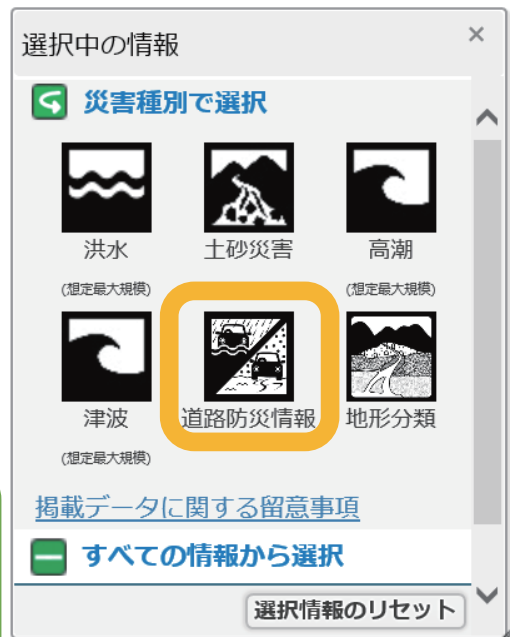 選択中の情報
×
災害種別で選択
洪水 土砂災害 高潮
(想定最大規模) (想定最大規模)
津波 道路防災情報 地形分類
(想定最大規模)
掲載データに関する留意事項
すべての情報から選択
選択情報のリセット